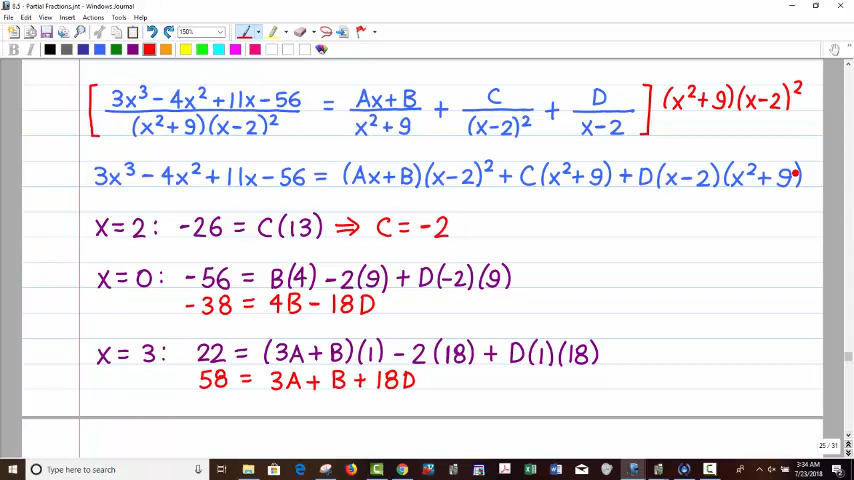 8.5 - Partial Fractions.jnt - Windows Journal
File Edit View Insert Actions Tools Help
150%
B I
[ (3x³ − 4x² + 11x − 56)/((x² + 9)(x − 2)²) = (Ax + B)/(x² + 9) + C/(x − 2)² + D/(x − 2) ] (x² + 9)(x − 2)²
3x³ − 4x² + 11x − 56 = (Ax + B)(x − 2)² + C(x² + 9) + D(x − 2)(x² + 9)
x = 2: −26 = C(13) ⇒ C = −2
x = 0: −56 = B(4) − 2(9) + D(−2)(9)
−38 = 4B − 18D
x = 3: 22 = (3A + B)(1) − 2(18) + D(1)(18)
58 = 3A + B + 18D
25 / 31
Type here to search
3:34 AM
7/23/2018